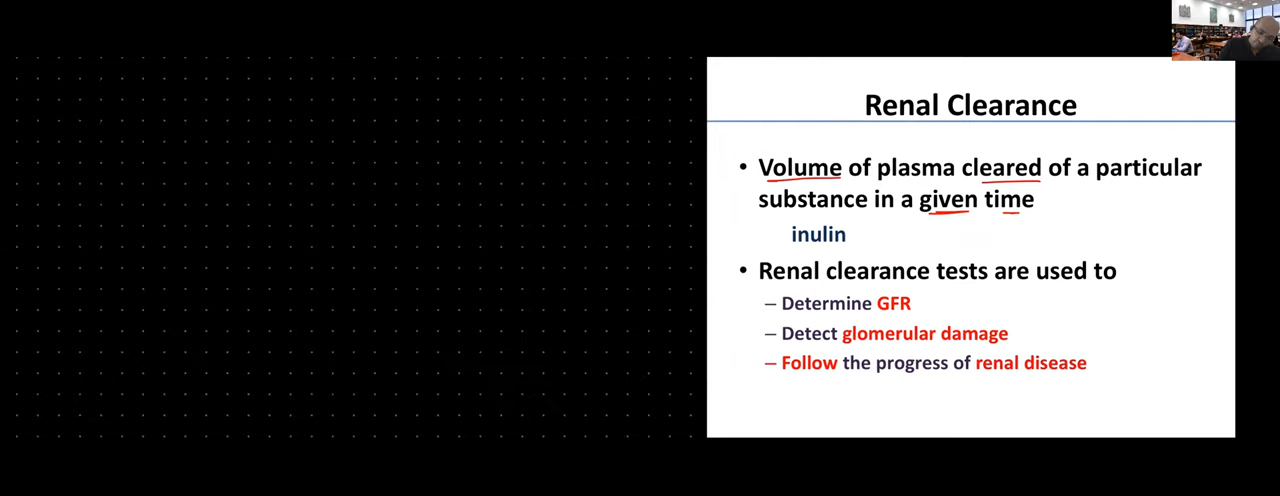 Renal Clearance
• Volume of plasma cleared of a particular
substance in a given time
inulin
• Renal clearance tests are used to
– Determine GFR
– Detect glomerular damage
– Follow the progress of renal disease